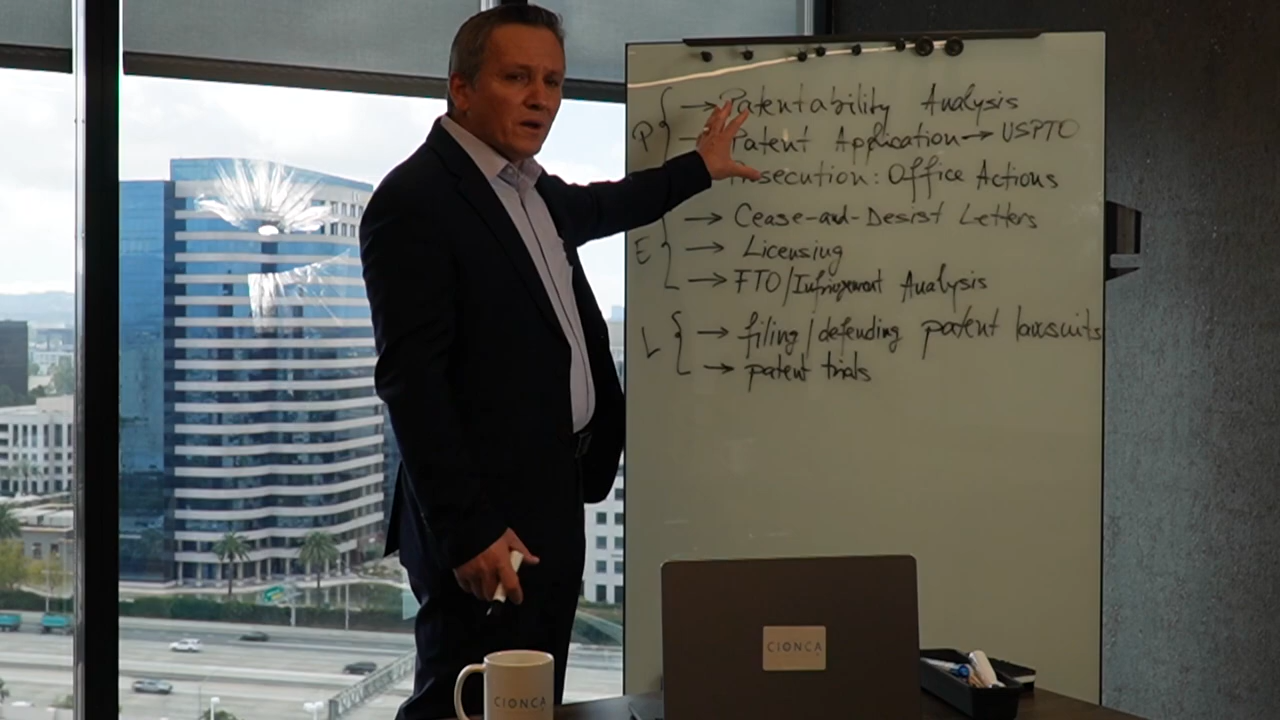 P
→ Patentability Analysis
→ Patent Application → USPTO
Prosecution: Office Actions
E
→ Cease-and-Desist Letters
→ Licensing
→ FTO/Infringement Analysis
L
→ filing/defending patent lawsuits
→ patent trials
CIONCA
CIONCA